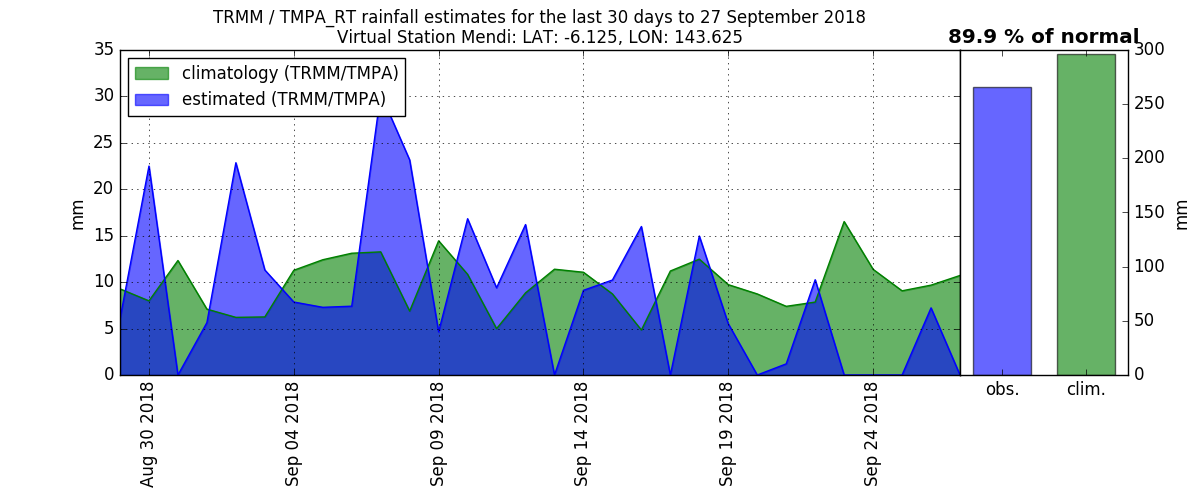 TRMM / TMPA_RT rainfall estimates for the last 30 days to 27 September 2018
Virtual Station Mendi: LAT: -6.125, LON: 143.625
89.9 % of normal
climatology (TRMM/TMPA)
estimated (TRMM/TMPA)
35
30
25
20
15
10
5
0
mm
300
250
200
150
100
50
0
mm
Aug 30 2018
Sep 04 2018
Sep 09 2018
Sep 14 2018
Sep 19 2018
Sep 24 2018
obs.
clim.